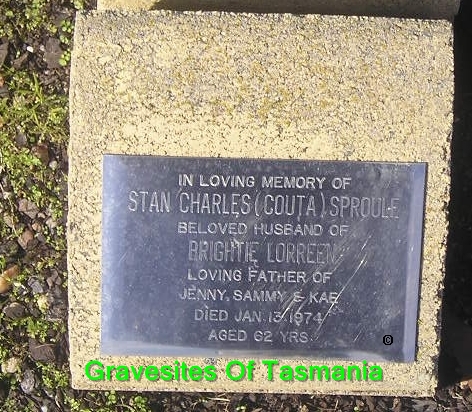 IN LOVING MEMORY OF
STAN CHARLES (COUTA) SPROULE
BELOVED HUSBAND OF
BRIGHTIE LORREEN
LOVING FATHER OF
JENNY, SAMMY & KAE
DIED JAN. 13. 1974
AGED 62 YRS.
©
Gravesites Of Tasmania